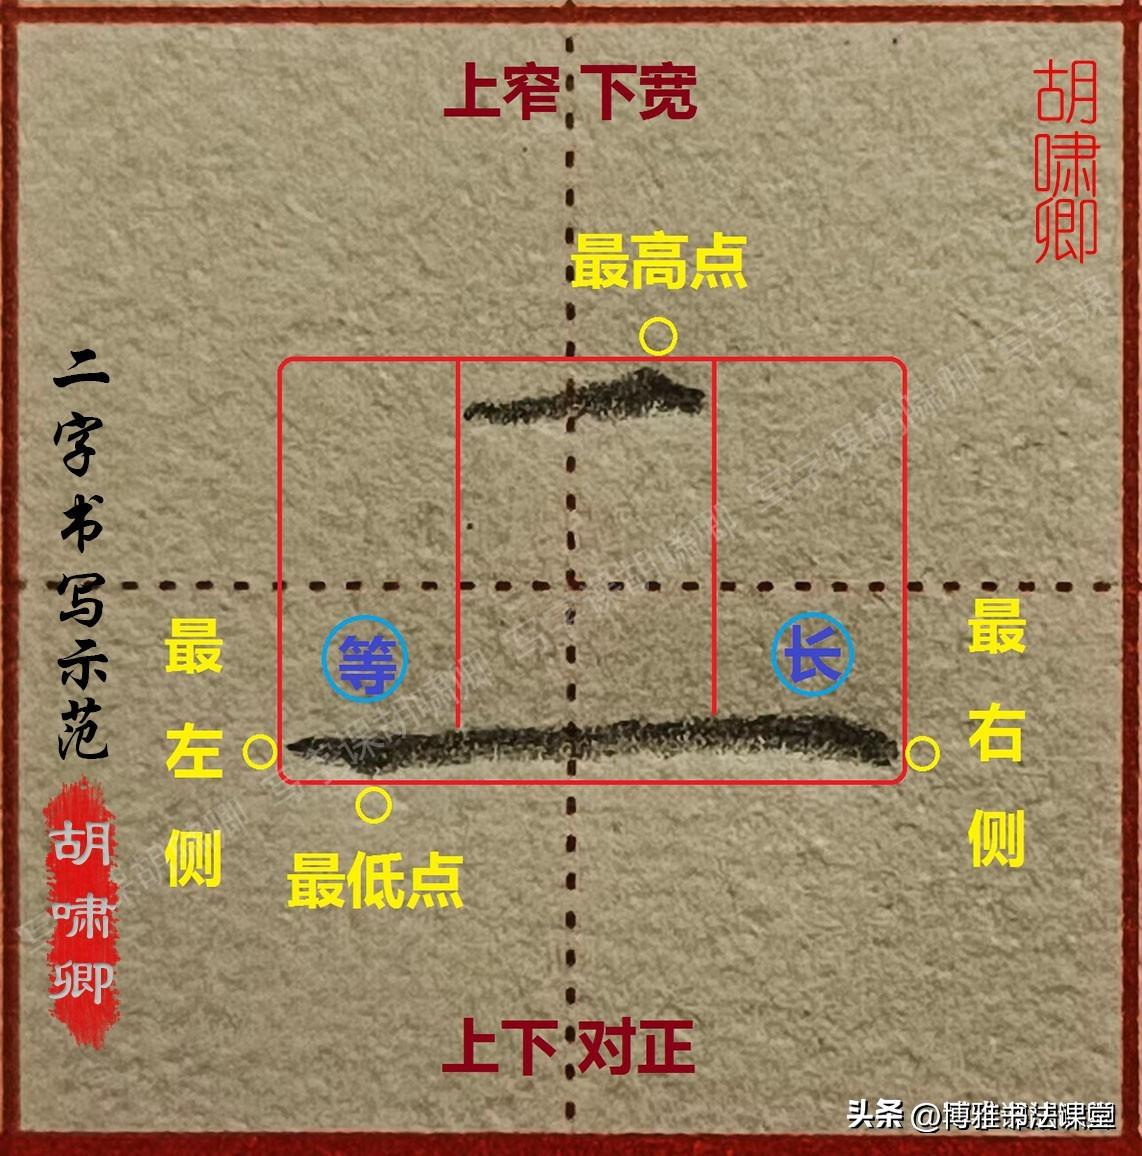 上窄下宽
胡啸卿
最高点
二字书写示范
胡啸卿
最左侧
等
长
最右侧
最低点
二
上下对正
头条 @博雅书法课堂